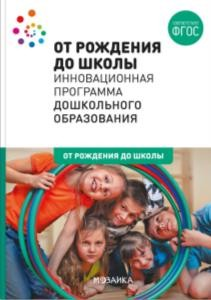 СООТВЕТСТВУЕТ
ФГОС
ОТ РОЖДЕНИЯ
ДО ШКОЛЫ
ИННОВАЦИОННАЯ
ПРОГРАММА
ДОШКОЛЬНОГО
ОБРАЗОВАНИЯ
ОТ РОЖДЕНИЯ ДО ШКОЛЫ
МОЗАИКА